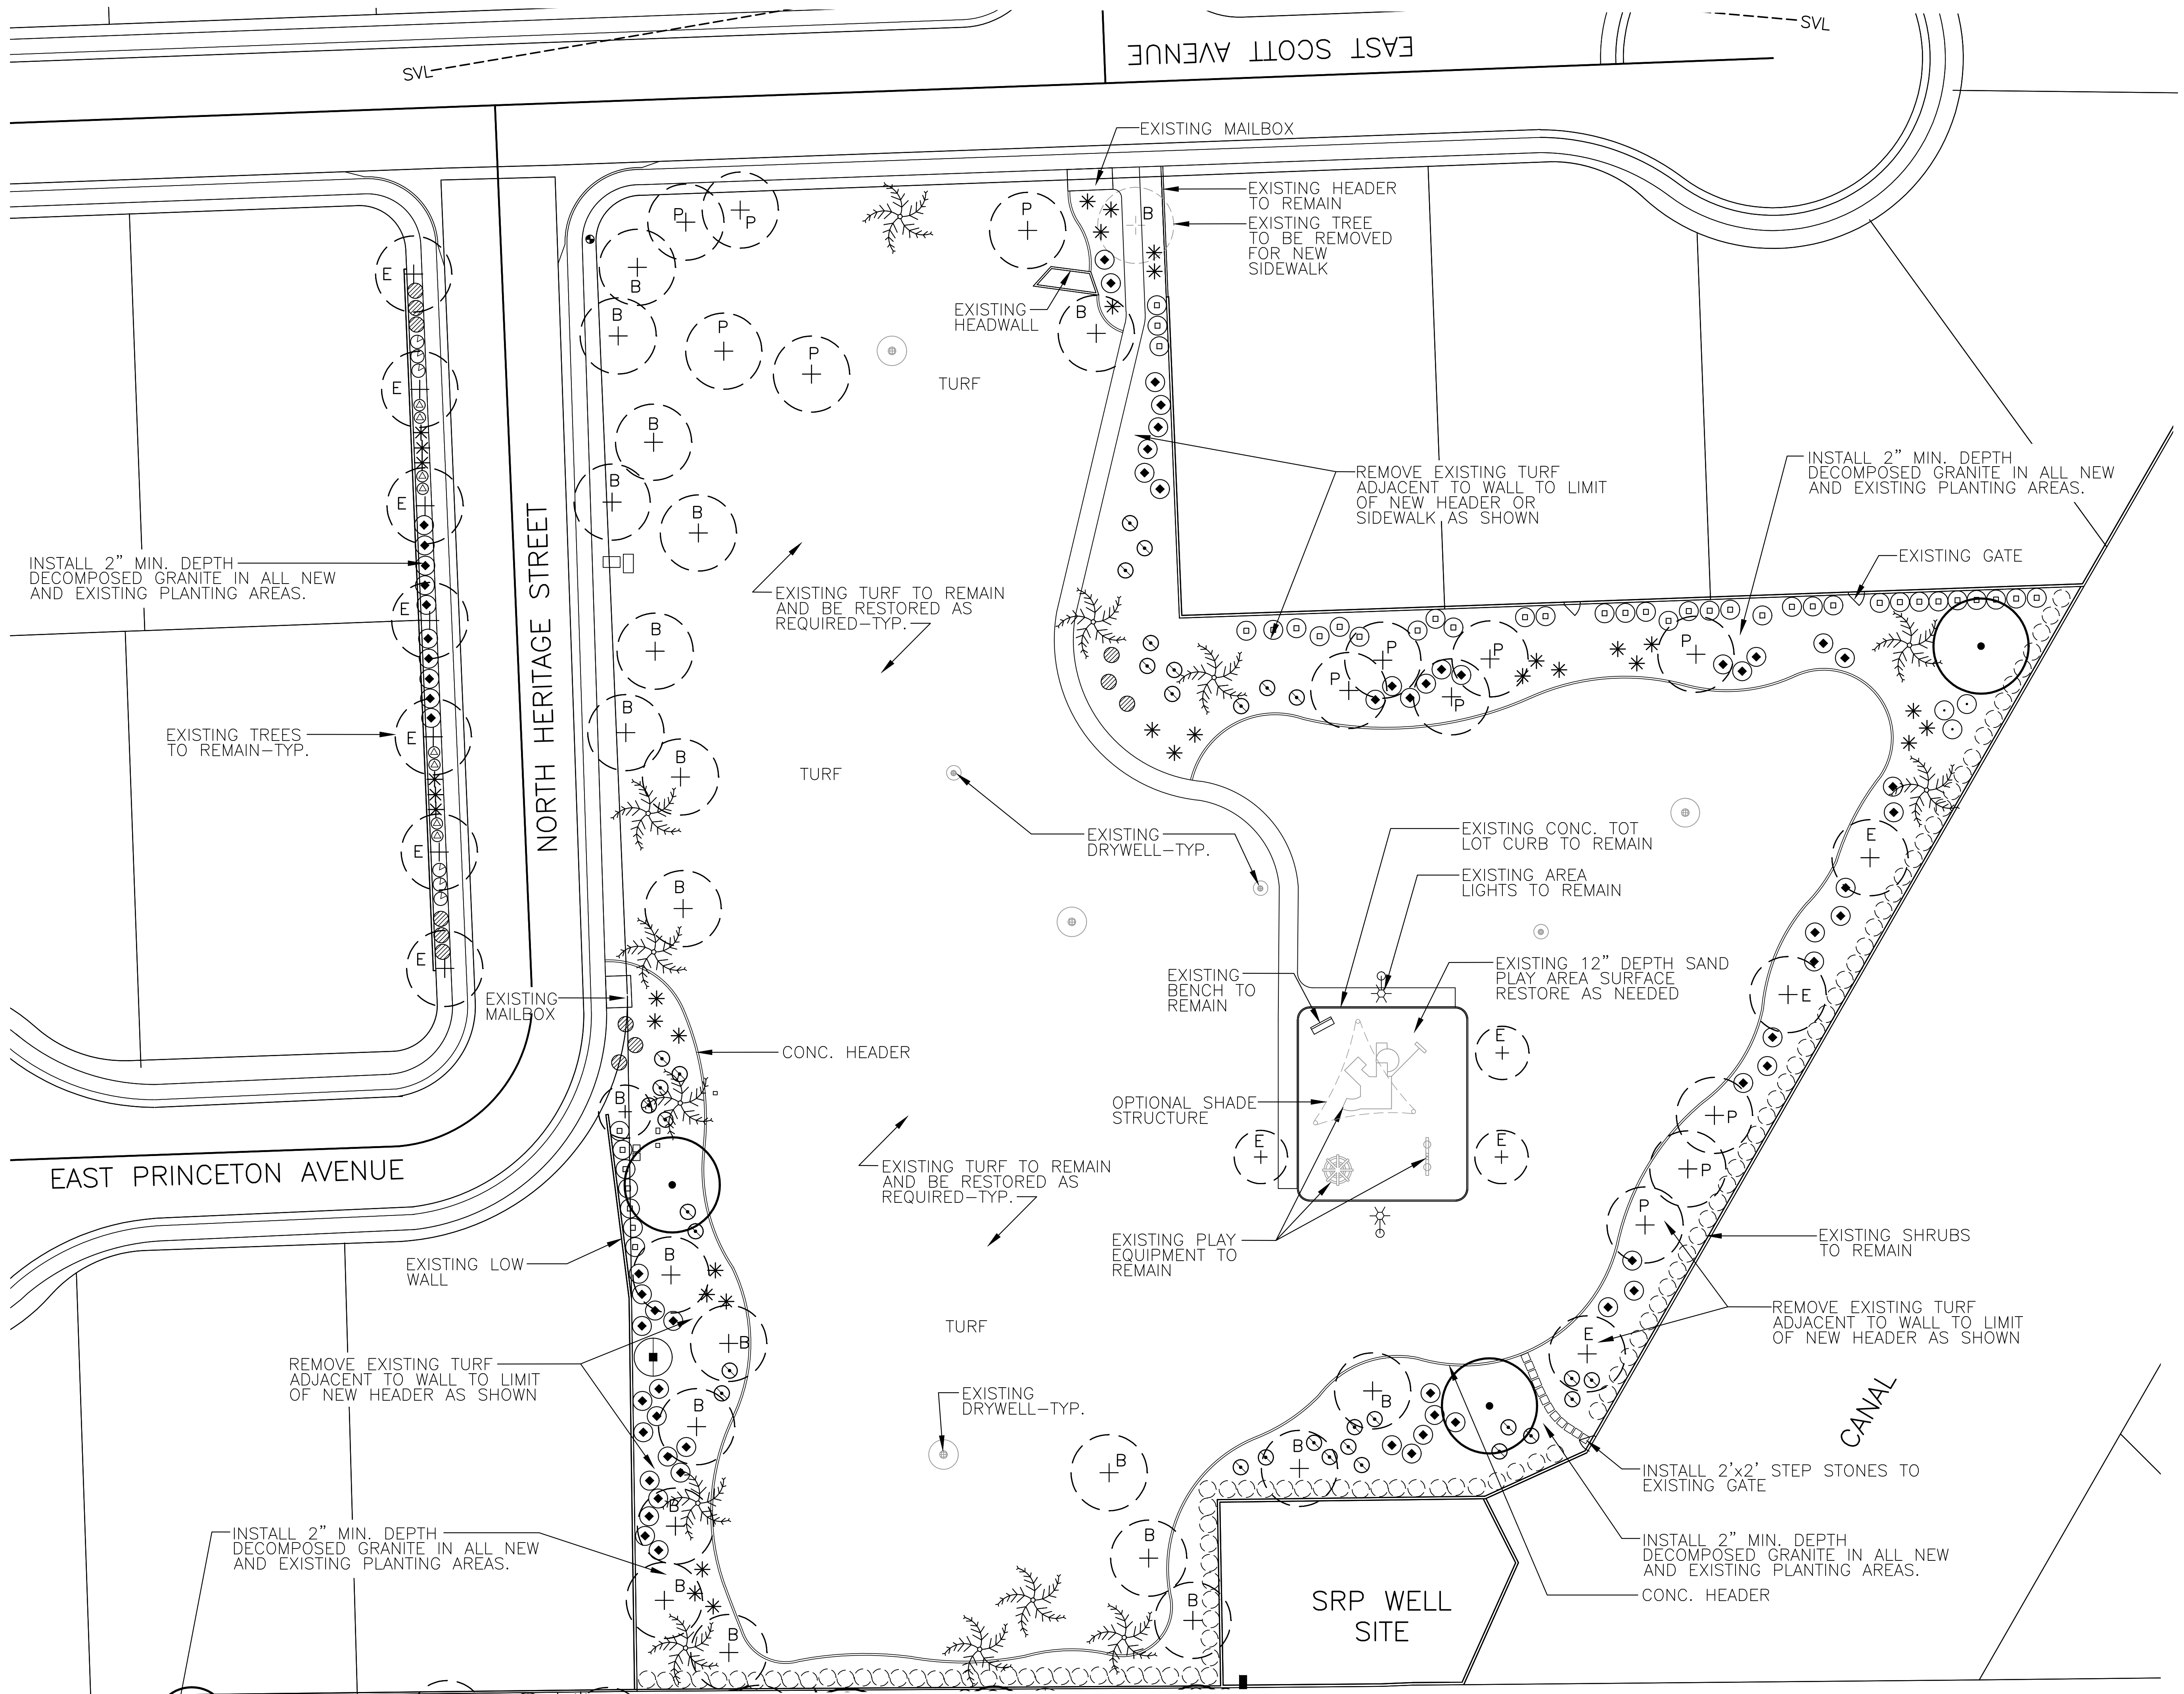 SVL
EAST SCOTT AVENUE
SVL
EXISTING MAILBOX
EXISTING HEADER
TO REMAIN
EXISTING TREE
TO BE REMOVED
FOR NEW
SIDEWALK
P
P
P
B
B
E
EXISTING
HEADWALL
B
B
P
P
E
TURF
B
B
B
E
REMOVE EXISTING TURF
ADJACENT TO WALL TO LIMIT
OF NEW HEADER OR
SIDEWALK AS SHOWN
INSTALL 2" MIN. DEPTH
DECOMPOSED GRANITE IN ALL NEW
AND EXISTING PLANTING AREAS.
EXISTING GATE
INSTALL 2" MIN. DEPTH
DECOMPOSED GRANITE IN ALL NEW
AND EXISTING PLANTING AREAS.
NORTH HERITAGE STREET
EXISTING TURF TO REMAIN
AND BE RESTORED AS
REQUIRED-TYP.
E
B
P
P
P
P
P
EXISTING TREES
TO REMAIN-TYP.
E
B
B
TURF
EXISTING
DRYWELL-TYP.
EXISTING CONC. TOT
LOT CURB TO REMAIN
E
E
EXISTING AREA
LIGHTS TO REMAIN
B
E
EXISTING
BENCH TO
REMAIN
EXISTING 12" DEPTH SAND
PLAY AREA SURFACE
RESTORE AS NEEDED
E
EXISTING
MAILBOX
CONC. HEADER
E
OPTIONAL SHADE
STRUCTURE
B
P
P
E
E
EAST PRINCETON AVENUE
EXISTING TURF TO REMAIN
AND BE RESTORED AS
REQUIRED-TYP.
P
EXISTING PLAY
EQUIPMENT TO
REMAIN
EXISTING SHRUBS
TO REMAIN
EXISTING LOW
WALL
B
REMOVE EXISTING TURF
ADJACENT TO WALL TO LIMIT
OF NEW HEADER AS SHOWN
TURF
B
E
REMOVE EXISTING TURF
ADJACENT TO WALL TO LIMIT
OF NEW HEADER AS SHOWN
EXISTING
DRYWELL-TYP.
B
B
CANAL
B
B
INSTALL 2'x2' STEP STONES TO
EXISTING GATE
B
INSTALL 2" MIN. DEPTH
DECOMPOSED GRANITE IN ALL NEW
AND EXISTING PLANTING AREAS.
B
INSTALL 2" MIN. DEPTH
DECOMPOSED GRANITE IN ALL NEW
AND EXISTING PLANTING AREAS.
CONC. HEADER
B
B
B
SRP WELL
SITE